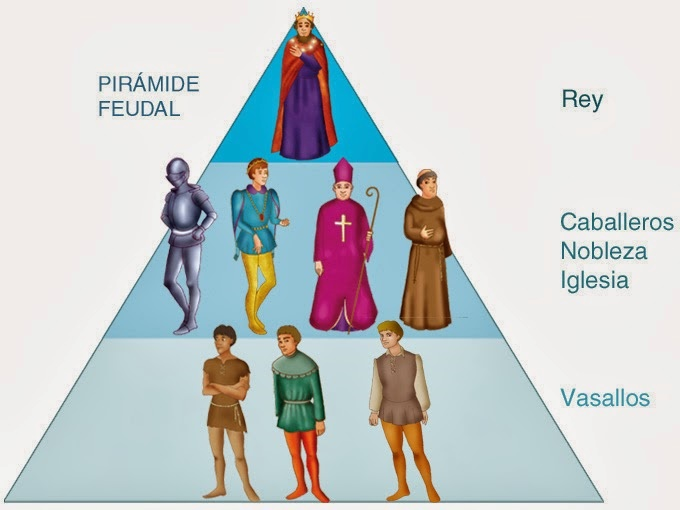 PIRÁMIDE
FEUDAL
Rey
Caballeros
Nobleza
Iglesia
Vasallos